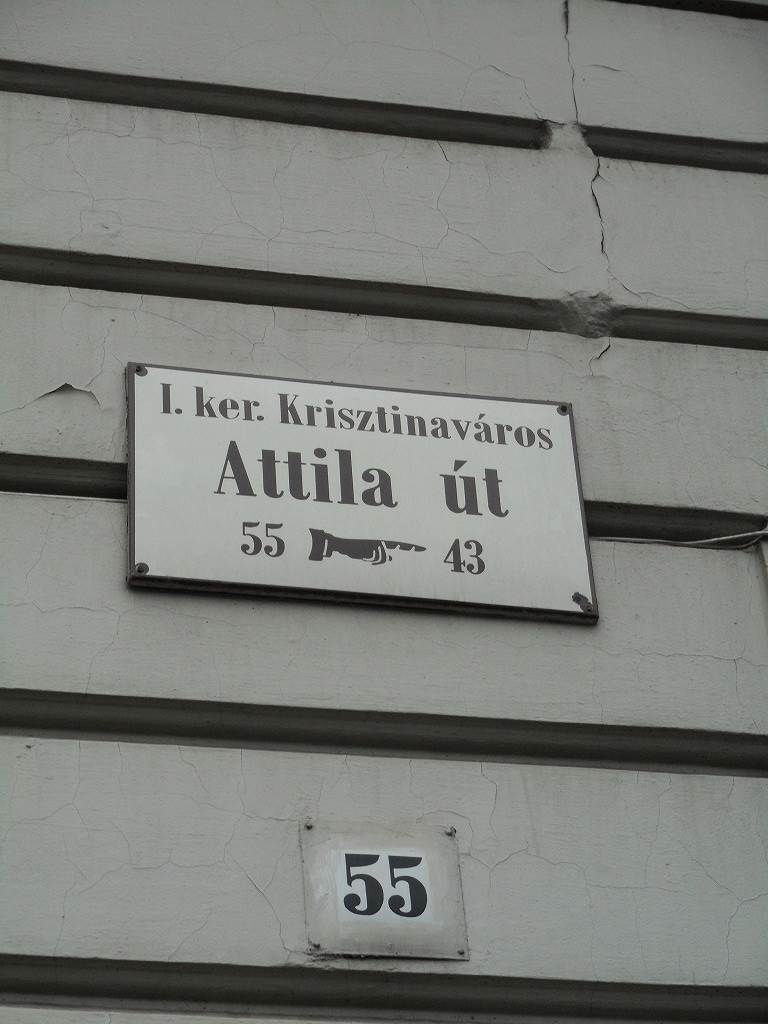 I. ker. Krisztinaváros
Attila út
55 43
55